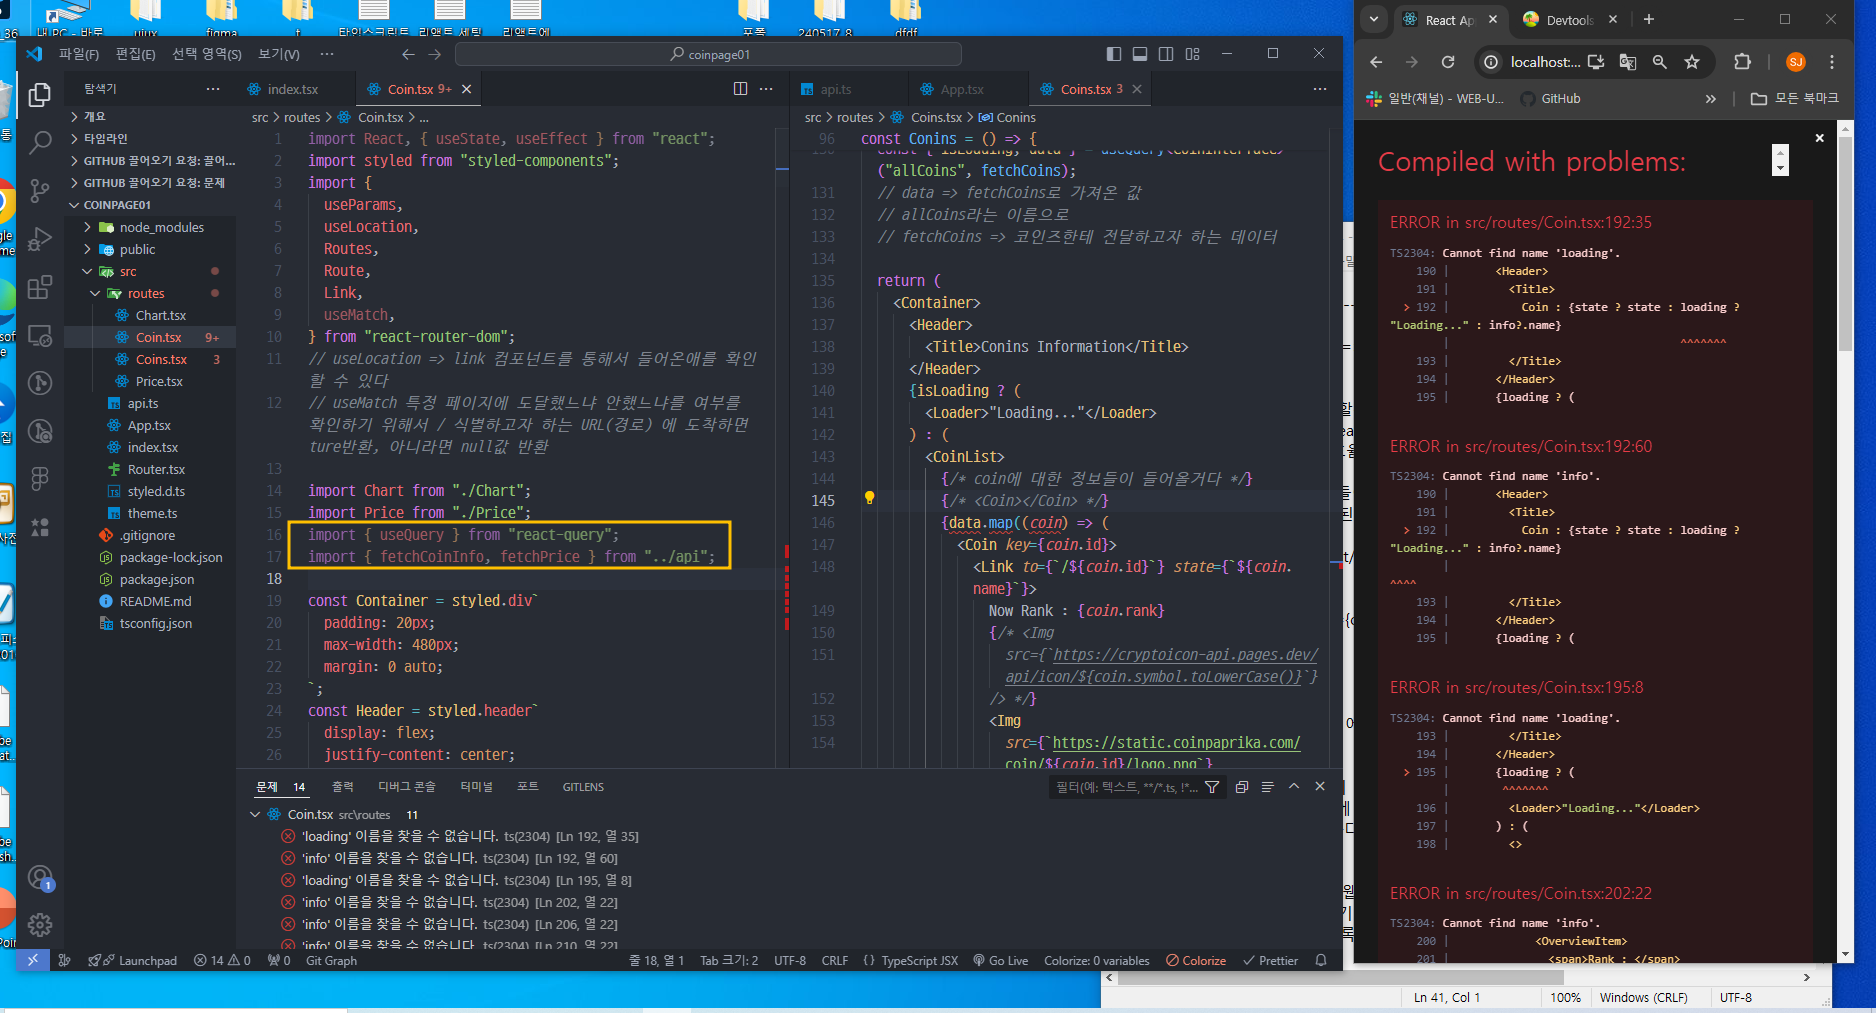 내 PC - 바로
uiux
figma
t
타입스크립트
리액트 세팅
리액트에
포폴
240517_8
dfdf
파일(F) 편집(E) 선택 영역(S) 보기(V) ···
coinpage01
탐색기
index.tsx
Coin.tsx 9+
api.ts
App.tsx
Coins.tsx 3
개요
타임라인
GITHUB 끌어오기 요청: 끌어...
GITHUB 끌어오기 요청: 문제
COINPAGE01
node_modules
public
src
routes
Chart.tsx
Coin.tsx 9+
Coins.tsx 3
Price.tsx
api.ts
App.tsx
index.tsx
Router.tsx
styled.d.ts
theme.ts
.gitignore
package-lock.json
package.json
README.md
tsconfig.json
src > routes > Coin.tsx > ...
1 import React, { useState, useEffect } from "react";
2 import styled from "styled-components";
3 import {
4 useParams,
5 useLocation,
6 Routes,
7 Route,
8 Link,
9 useMatch,
10 } from "react-router-dom";
11 // useLocation => link 컴포넌트를 통해서 들어온애를 확인
할 수 있다
12 // useMatch 특정 페이지에 도달했느냐 안했느냐를 여부를
확인하기 위해서 / 식별하고자 하는 URL(경로) 에 도착하면
ture반환, 아니라면 null값 반환
13
14 import Chart from "./Chart";
15 import Price from "./Price";
16 import { useQuery } from "react-query";
17 import { fetchCoinInfo, fetchPrice } from "../api";
18
19 const Container = styled.div`
20 padding: 20px;
21 max-width: 480px;
22 margin: 0 auto;
23 `;
24 const Header = styled.header`
25 display: flex;
26 justify-content: center;
src > routes > Coins.tsx > Conins
96 const Conins = () => {
130 const { isLoading, data } = useQuery<CoinInterface>
("allCoins", fetchCoins);
131 // data => fetchCoins로 가져온 값
132 // allCoins라는 이름으로
133 // fetchCoins => 코인즈한테 전달하고자 하는 데이터
134
135 return (
136 <Container>
137 <Header>
138 <Title>Conins Information</Title>
139 </Header>
140 {isLoading ? (
141 <Loader>"Loading..."</Loader>
142 ) : (
143 <CoinList>
144 {/* coin에 대한 정보들이 들어올거다 */}
145 {/* <Coin></Coin> */}
146 {data.map((coin) => (
147 <Coin key={coin.id}>
148 <Link to={`/${coin.id}`} state={`${coin.
name}`}>
149 Now Rank : {coin.rank}
150 {/* <Img
151 src={`https://cryptoicon-api.pages.dev/
api/icon/${coin.symbol.toLowerCase()}`}
152 /> */}
153 <Img
154 src={`https://static.coinpaprika.com/
coin/${coin.id}/logo.png`}
문제 14 출력 디버그 콘솔 터미널 포트 GITLENS
필터(예: 텍스트, **/*.ts, !*...
Coin.tsx src\routes 11
'loading' 이름을 찾을 수 없습니다. ts(2304) [Ln 192, 열 35]
'info' 이름을 찾을 수 없습니다. ts(2304) [Ln 192, 열 60]
'loading' 이름을 찾을 수 없습니다. ts(2304) [Ln 195, 열 8]
'info' 이름을 찾을 수 없습니다. ts(2304) [Ln 202, 열 22]
'info' 이름을 찾을 수 없습니다. ts(2304) [Ln 206, 열 22]
'info' 이름을 찾을 수 없습니다. ts(2304) [Ln 210, 열 22]
1
Launchpad 14 0 0 Git Graph 줄 18, 열 1 Tab 크기: 2 UTF-8 CRLF {} TypeScript JSX Go Live Colorize: 0 variables Colorize Prettier
React Ap
Devtools
localhost:...
SJ
일반(채널) - WEB-U...
GitHub
모든 북마크
Compiled with problems:
ERROR in src/routes/Coin.tsx:192:35
TS2304: Cannot find name 'loading'.
190 | <Header>
191 | <Title>
> 192 | Coin : {state ? state : loading ?
"Loading..." : info?.name}
| ^^^^^^^
193 | </Title>
194 | </Header>
195 | {loading ? (
ERROR in src/routes/Coin.tsx:192:60
TS2304: Cannot find name 'info'.
190 | <Header>
191 | <Title>
> 192 | Coin : {state ? state : loading ?
"Loading..." : info?.name}
|
^^^^
193 | </Title>
194 | </Header>
195 | {loading ? (
ERROR in src/routes/Coin.tsx:195:8
TS2304: Cannot find name 'loading'.
193 | </Title>
194 | </Header>
> 195 | {loading ? (
| ^^^^^^^
196 | <Loader>"Loading..."</Loader>
197 | ) : (
198 | <>
ERROR in src/routes/Coin.tsx:202:22
TS2304: Cannot find name 'info'.
200 | <OverviewItem>
201 | <span>Rank : </span>
Ln 41, Col 1 100% Windows (CRLF) UTF-8